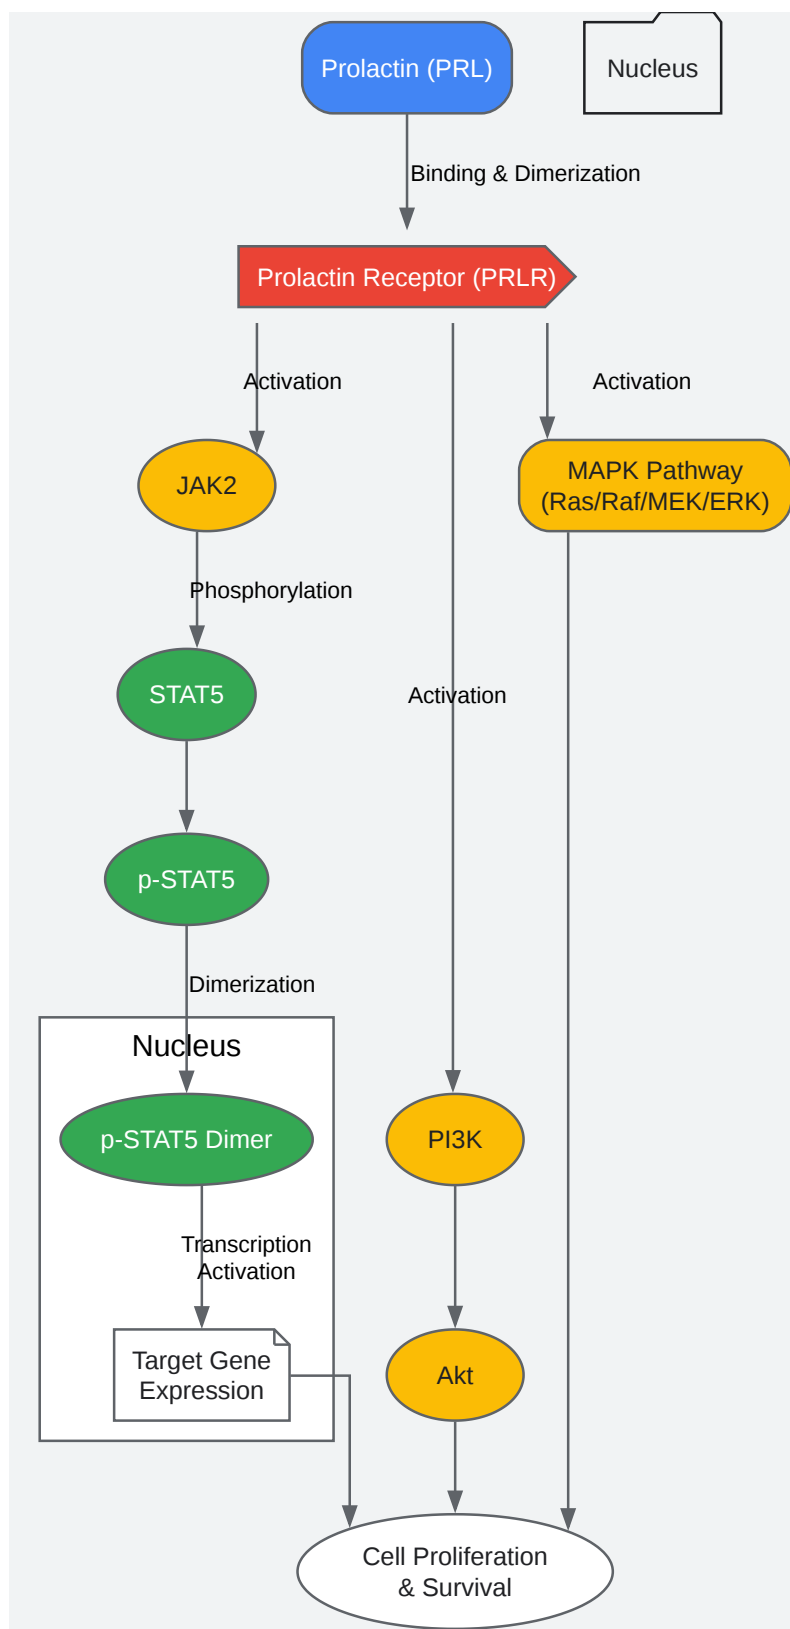 Prolactin (PRL)
Nucleus
Binding & Dimerization
Prolactin Receptor (PRLR)
Activation
Activation
JAK2
MAPK Pathway
(Ras/Raf/MEK/ERK)
Phosphorylation
STAT5
Activation
p-STAT5
Dimerization
Nucleus
p-STAT5 Dimer
PI3K
Transcription
Activation
Target Gene
Expression
Akt
Cell Proliferation
& Survival